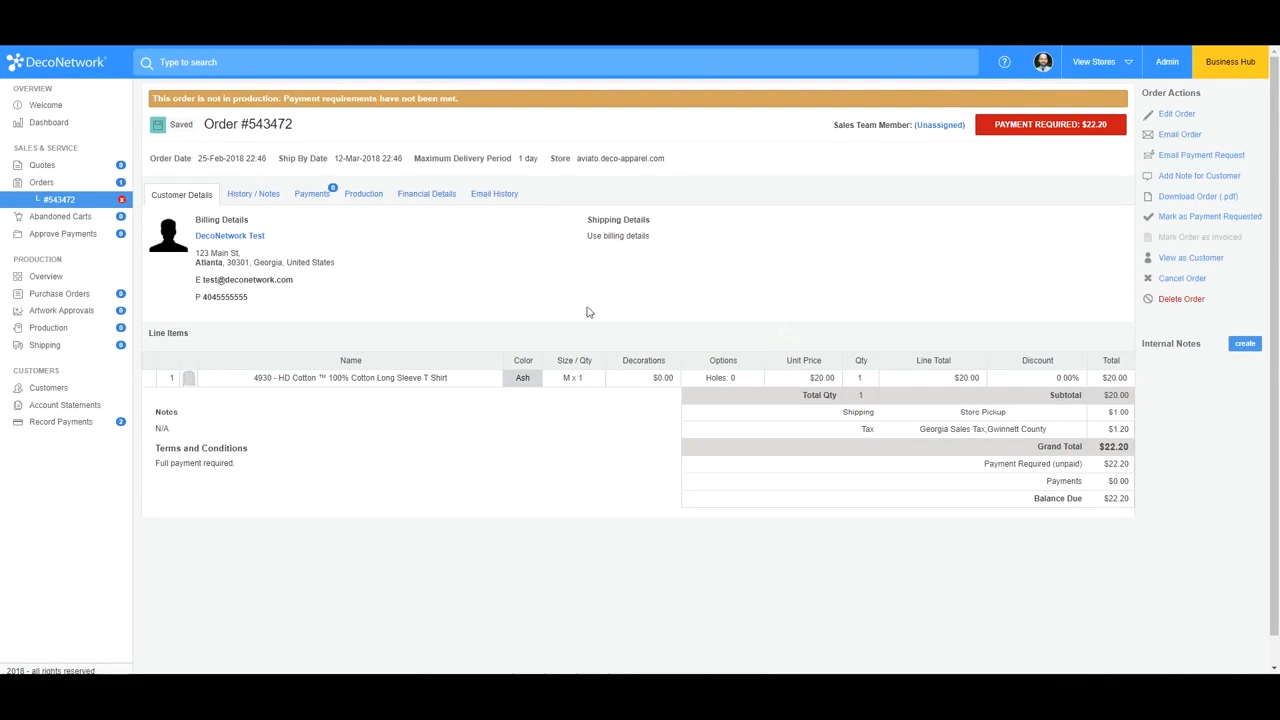 DecoNetwork
Type to search
?
View Stores
Admin
Business Hub
OVERVIEW
Welcome
Dashboard
SALES & SERVICE
Quotes 0
Orders 1
#543472 x
Abandoned Carts 0
Approve Payments 0
PRODUCTION
Overview
Purchase Orders 0
Artwork Approvals 0
Production 0
Shipping 0
CUSTOMERS
Customers
Account Statements
Record Payments 2
2018 - all rights reserved
This order is not in production: Payment requirements have not been met.
Saved Order #543472
Sales Team Member: (Unassigned) PAYMENT REQUIRED: $22.20
Order Date 25-Feb-2018 22:46 Ship By Date 12-Mar-2018 22:46 Maximum Delivery Period 1 day Store aviato.deco-apparel.com
Customer Details History / Notes Payments 0 Production Financial Details Email History
Billing Details
DecoNetwork Test
123 Main St,
Atlanta, 30301, Georgia, United States
E test@deconetwork.com
P 4045555555
Shipping Details
Use billing details
Line Items
Name Color Size / Qty Decorations Options Unit Price Qty Line Total Discount Total
1 4930 - HD Cotton ™ 100% Cotton Long Sleeve T Shirt Ash M x 1 $0.00 Holes: 0 $20.00 1 $20.00 0.00% $20.00
Total Qty 1 Subtotal $20.00
Shipping Store Pickup $1.00
Tax Georgia Sales Tax,Gwinnett County $1.20
Grand Total $22.20
Payment Required (unpaid) $22.20
Payments $0.00
Balance Due $22.20
Notes
N/A
Terms and Conditions
Full payment required.
Order Actions
Edit Order
Email Order
Email Payment Request
Add Note for Customer
Download Order (.pdf)
Mark as Payment Requested
Mark Order as Invoiced
View as Customer
Cancel Order
Delete Order
Internal Notes create